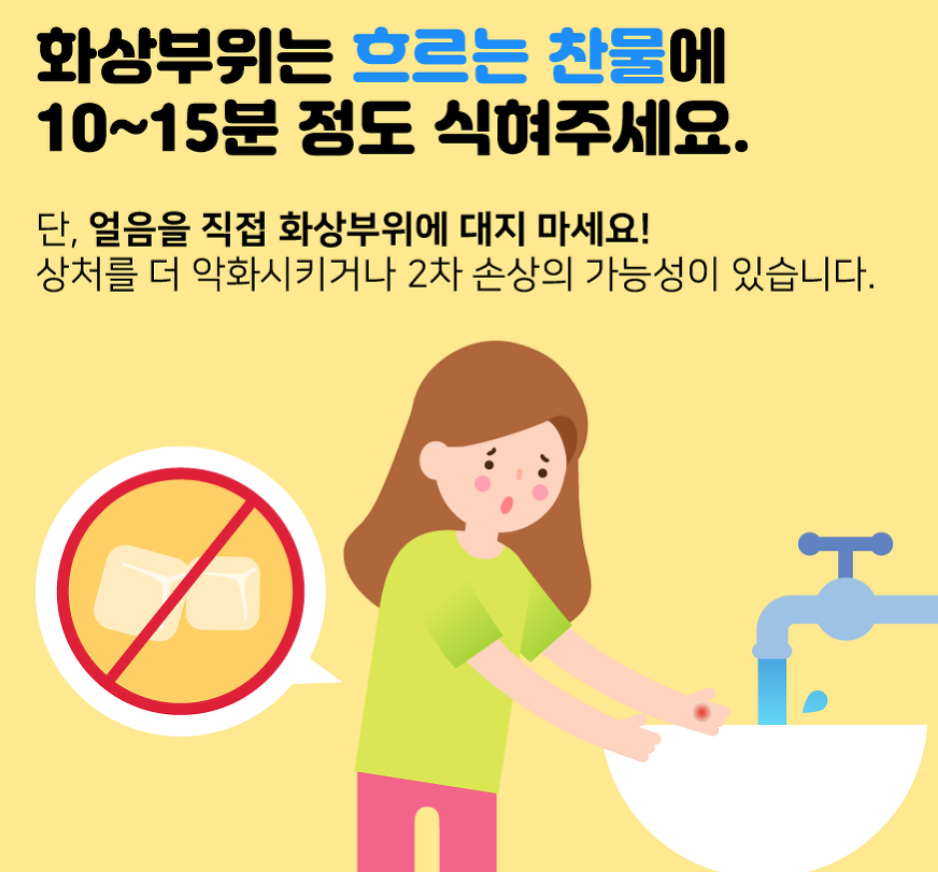 화상부위는 흐르는 찬물에
10~15분 정도 식혀주세요.
단, 얼음을 직접 화상부위에 대지 마세요!
상처를 더 악화시키거나 2차 손상의 가능성이 있습니다.